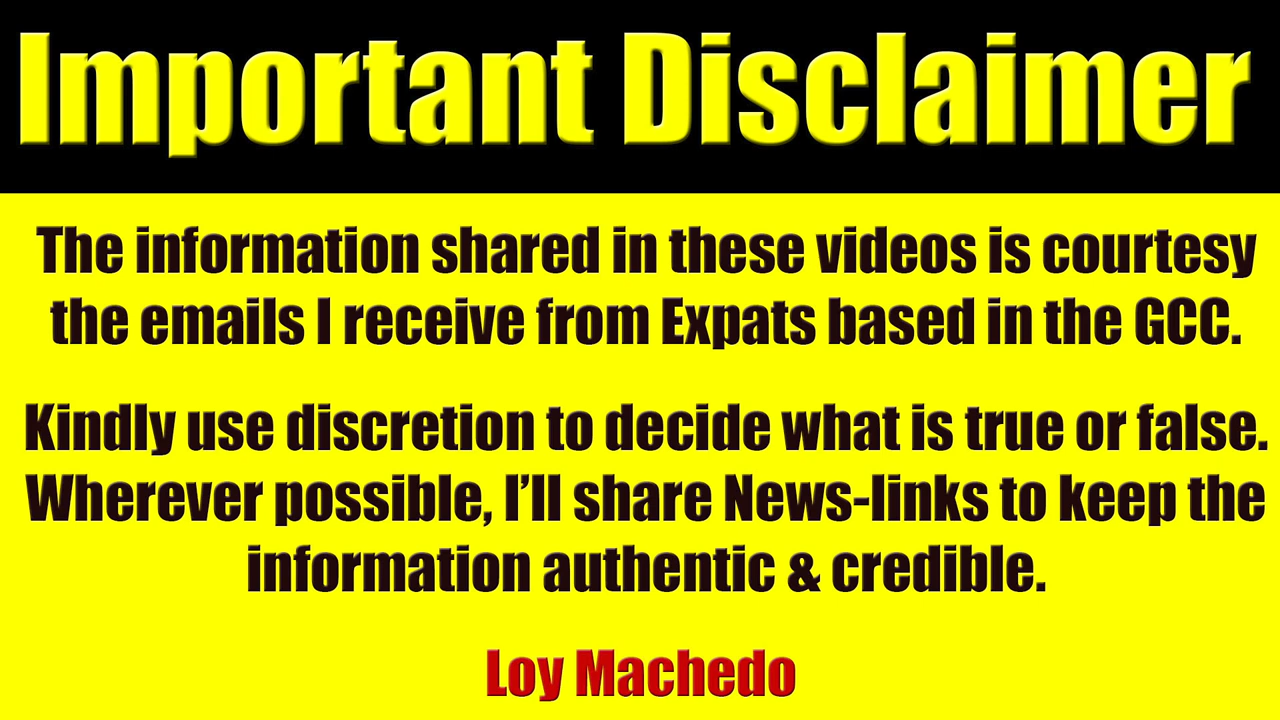 Important Disclaimer
The information shared in these videos is courtesy
the emails I receive from Expats based in the GCC.
Kindly use discretion to decide what is true or false.
Wherever possible, I’ll share News-links to keep the
information authentic & credible.
Loy Machedo